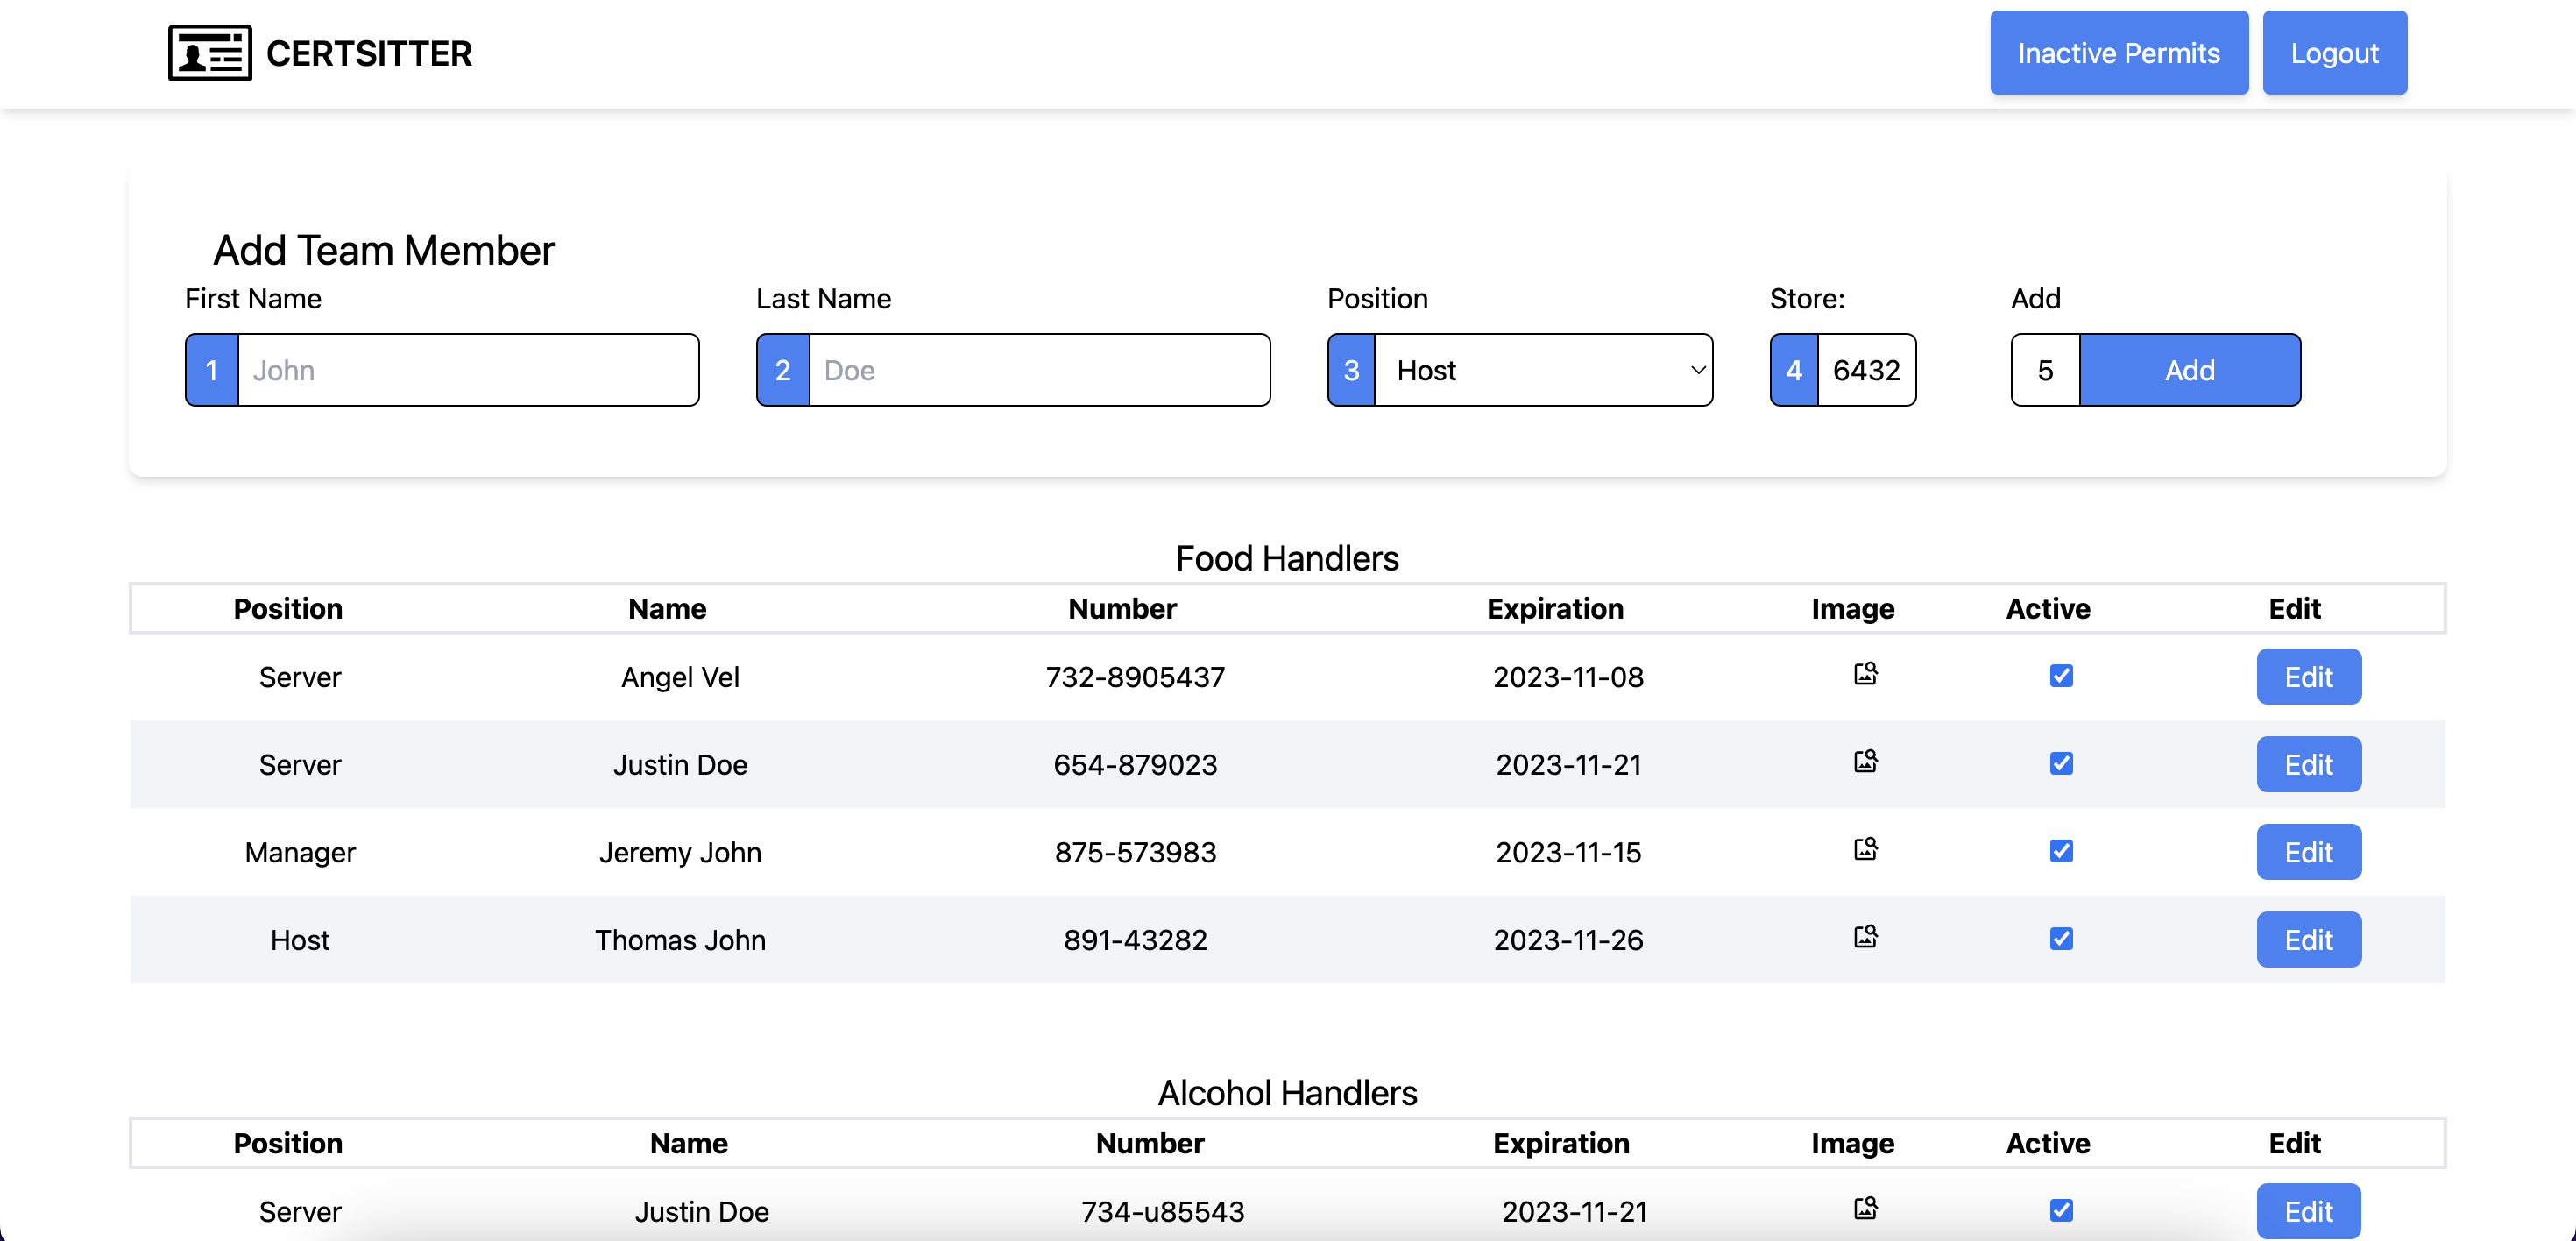 CERTSITTER Inactive Permits Logout
Add Team Member
First Name Last Name Position Store: Add
1 John 2 Doe 3 Host 4 6432 5 Add
Food Handlers
Position Name Number Expiration Image Active Edit
Server Angel Vel 732-8905437 2023-11-08 Edit
Server Justin Doe 654-879023 2023-11-21 Edit
Manager Jeremy John 875-573983 2023-11-15 Edit
Host Thomas John 891-43282 2023-11-26 Edit
Alcohol Handlers
Position Name Number Expiration Image Active Edit
Server Justin Doe 734-u85543 2023-11-21 Edit